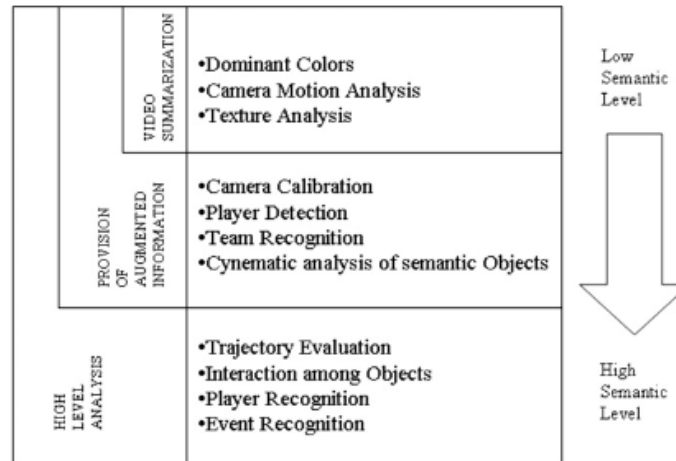 VIDEO
SUMMARIZATION
•Dominant Colors
•Camera Motion Analysis
•Texture Analysis
PROVISION
OF
AUGMENTED
INFORMATION
•Camera Calibration
•Player Detection
•Team Recognition
•Cynematic analysis of semantic Objects
HIGH
LEVEL
ANALYSIS
•Trajectory Evaluation
•Interaction among Objects
•Player Recognition
•Event Recognition
Low
Semantic
Level
High
Semantic
Level